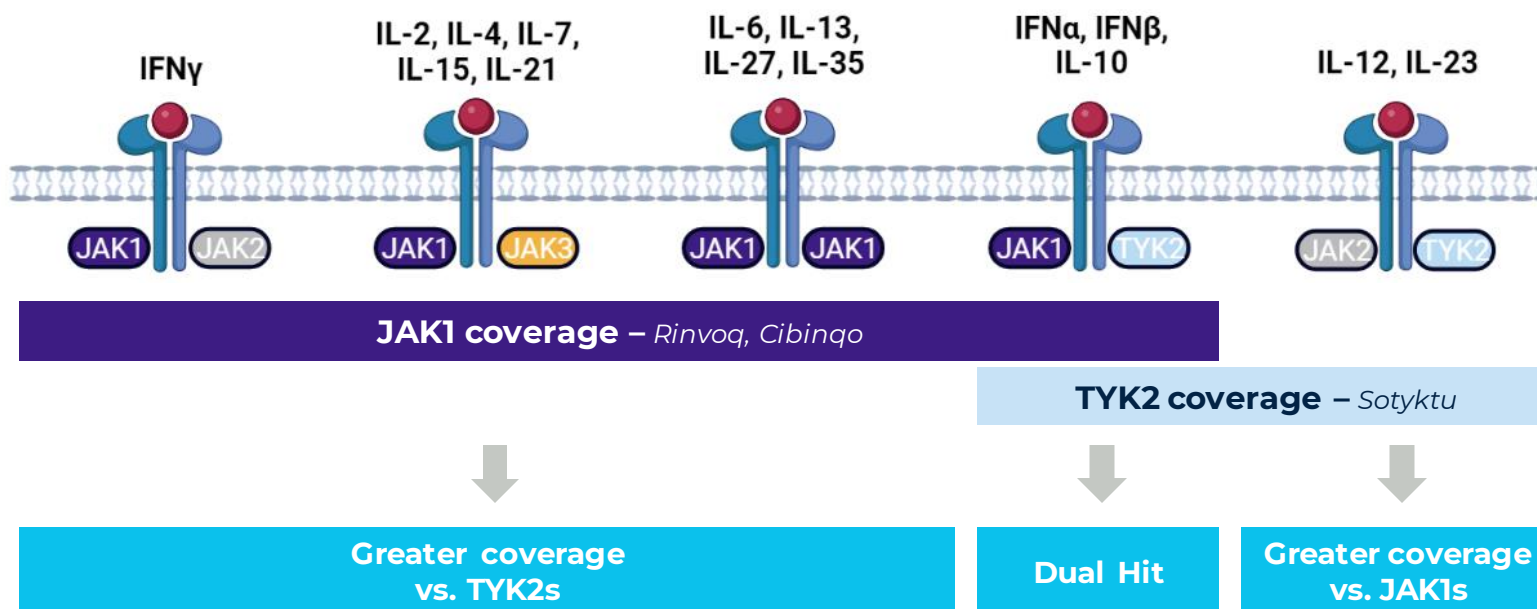 IFNγ
IL-2, IL-4, IL-7,
IL-15, IL-21
IL-6, IL-13,
IL-27, IL-35
IFNα, IFNβ,
IL-10
IL-12, IL-23
JAK1 JAK2
JAK1 JAK3
JAK1 JAK1
JAK1 TYK2
JAK2 TYK2
JAK1 coverage – Rinvoq, Cibinqo
TYK2 coverage – Sotyktu
Greater coverage
vs. TYK2s
Dual Hit
Greater coverage
vs. JAK1s